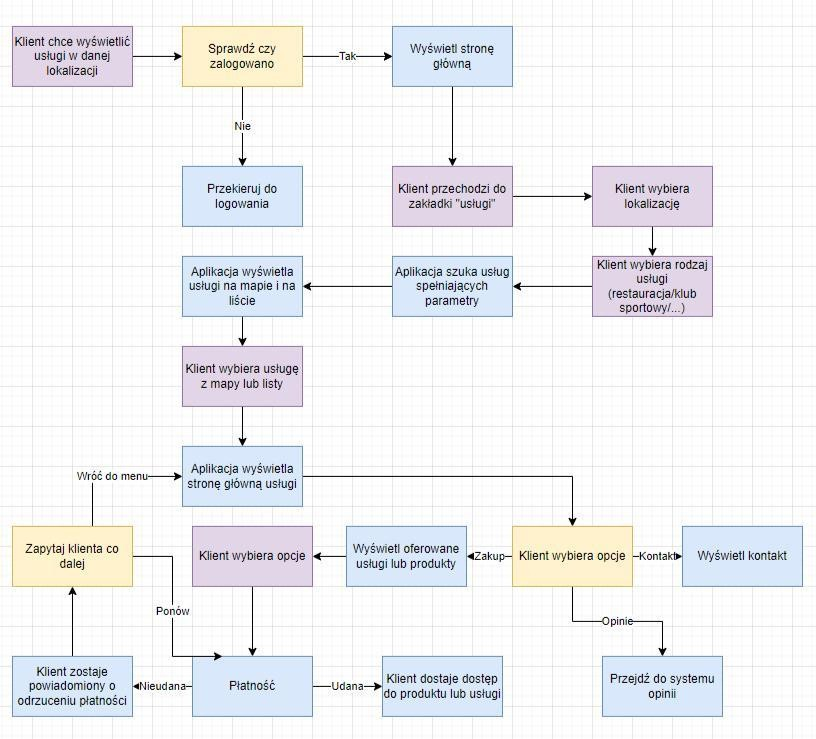 Klient chce wyświetlić
usługi w danej
lokalizacji
Sprawdź czy
zalogowano
Tak
Wyświetl stronę
główną
Nie
Przekieruj do
logowania
Klient przechodzi do
zakładki "usługi"
Klient wybiera
lokalizację
Klient wybiera rodzaj
usługi
(restauracja/klub
sportowy/...)
Aplikacja szuka usług
spełniających
parametry
Aplikacja wyświetla
usługi na mapie i na
liście
Klient wybiera usługę
z mapy lub listy
Aplikacja wyświetla
stronę główną usługi
Wróć do menu
Zapytaj klienta co
dalej
Klient wybiera opcje
Wyświetl oferowane
usługi lub produkty
Zakup
Klient wybiera opcje
Kontakt
Wyświetl kontakt
Ponów
Opinie
Klient zostaje
powiadomiony o
odrzuceniu płatności
Nieudana
Płatność
Udana
Klient dostaje dostęp
do produktu lub usługi
Przejdź do systemu
opinii